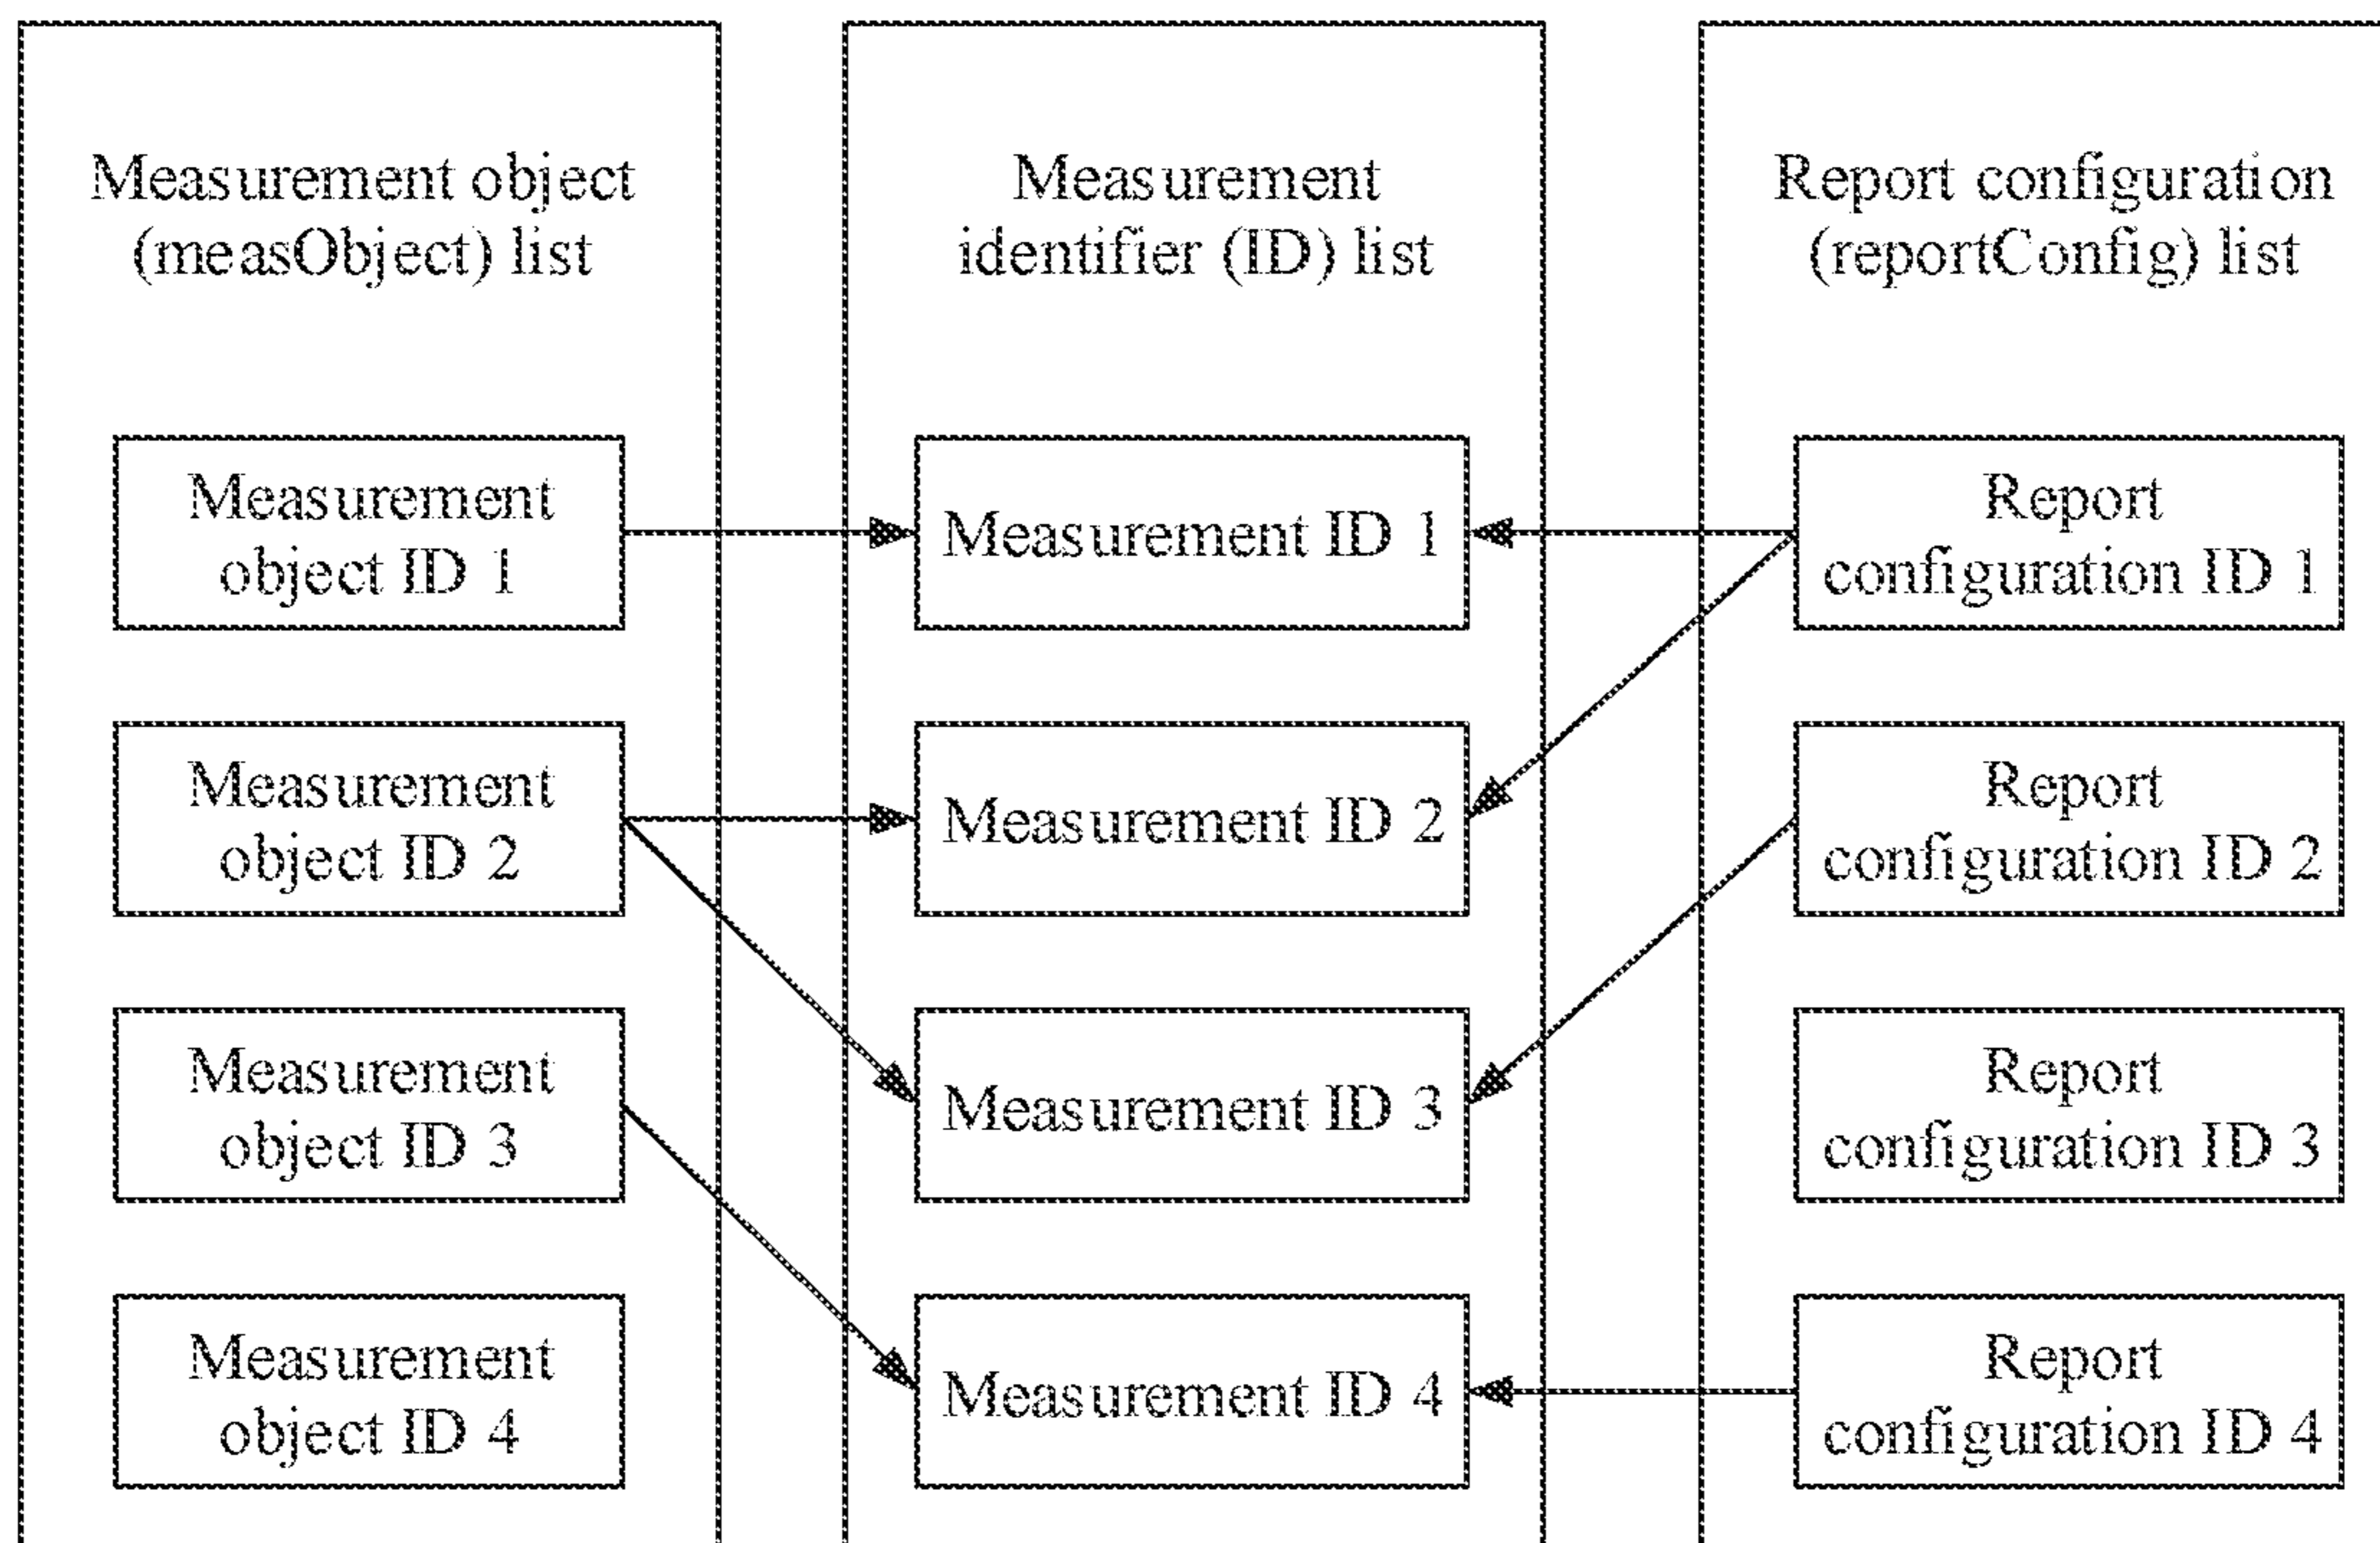 Measurement object
(measObject) list
Measurement
object ID 1
Measurement
object ID 2
Measurement
object ID 3
Measurement
object ID 4
Measurement
identifier (ID) list
Measurement ID 1
Measurement ID 2
Measurement ID 3
Measurement ID 4
Report configuration
(reportConfig) list
Report
configuration ID 1
Report
configuration ID 2
Report
configuration ID 3
Report
configuration ID 4